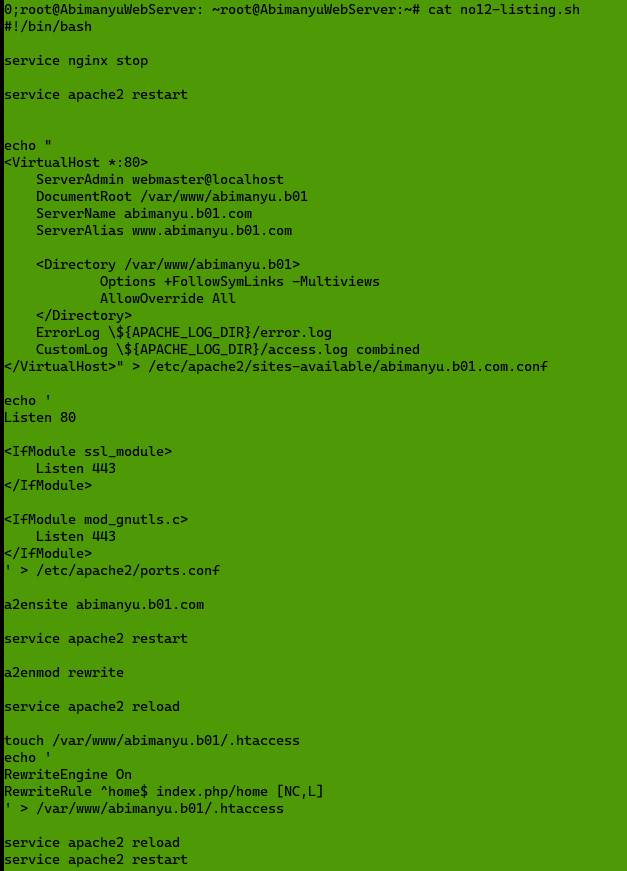 0;root@AbimanyuWebServer: ~root@AbimanyuWebServer:~# cat no12-listing.sh
#!/bin/bash

service nginx stop

service apache2 restart


echo "
<VirtualHost *:80>
    ServerAdmin webmaster@localhost
    DocumentRoot /var/www/abimanyu.b01
    ServerName abimanyu.b01.com
    ServerAlias www.abimanyu.b01.com

    <Directory /var/www/abimanyu.b01>
            Options +FollowSymLinks -Multiviews
            AllowOverride All
    </Directory>
    ErrorLog \${APACHE_LOG_DIR}/error.log
    CustomLog \${APACHE_LOG_DIR}/access.log combined
</VirtualHost>" > /etc/apache2/sites-available/abimanyu.b01.com.conf

echo '
Listen 80

<IfModule ssl_module>
    Listen 443
</IfModule>

<IfModule mod_gnutls.c>
    Listen 443
</IfModule>
' > /etc/apache2/ports.conf

a2ensite abimanyu.b01.com

service apache2 restart

a2enmod rewrite

service apache2 reload

touch /var/www/abimanyu.b01/.htaccess
echo '
RewriteEngine On
RewriteRule ^home$ index.php/home [NC,L]
' > /var/www/abimanyu.b01/.htaccess

service apache2 reload
service apache2 restart